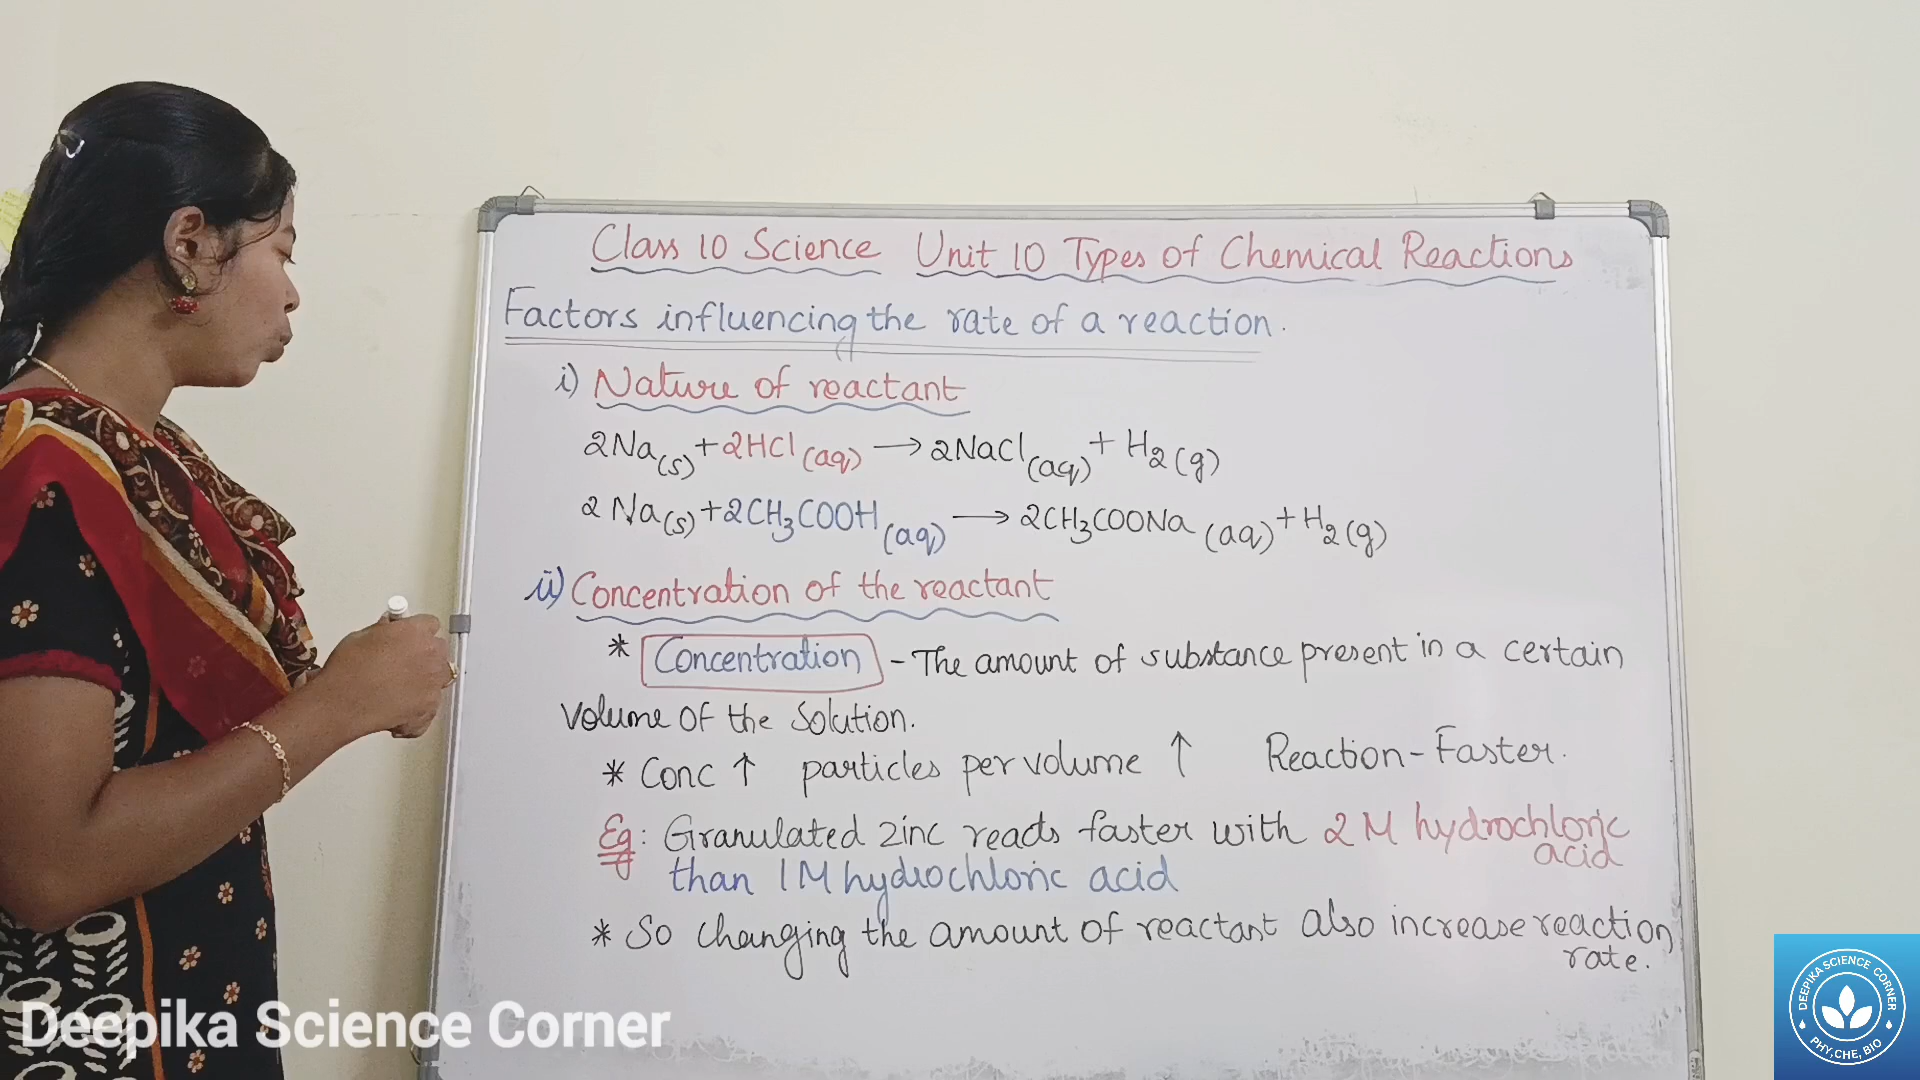 Class 10 Science Unit 10 Types of Chemical Reactions
Factors influencing the rate of a reaction.
i) Nature of reactant
2Na(s) + 2HCl(aq) → 2NaCl(aq) + H2(g)
2Na(s) + 2CH3COOH(aq) → 2CH3COONa(aq) + H2(g)
ii) Concentration of the reactant
* Concentration - The amount of substance present in a certain
volume of the solution.
* Conc ↑ particles per volume ↑ Reaction - Faster.
Eg: Granulated zinc reacts faster with 2M hydrochloric
acid
than 1M hydrochloric acid
* So changing the amount of reactant also increase reaction
rate.
Deepika Science Corner
DEEPIKA SCIENCE CORNER
PHY, CHE, BIO